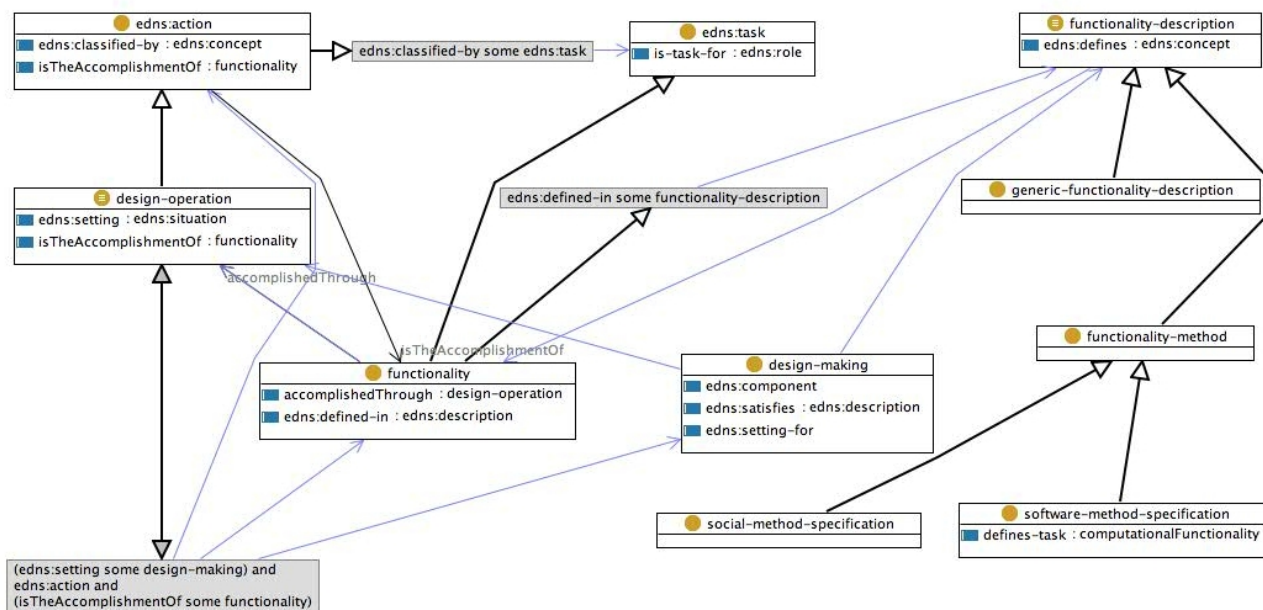 edns:action
edns:classified-by : edns:concept
isTheAccomplishmentOf : functionality
edns:classified-by some edns:task
edns:task
is-task-for : edns:role
functionality-description
edns:defines : edns:concept
design-operation
edns:setting : edns:situation
isTheAccomplishmentOf : functionality
edns:defined-in some functionality-description
generic-functionality-description
accomplishedThrough
isTheAccomplishmentOf
functionality
accomplishedThrough : design-operation
edns:defined-in : edns:description
design-making
edns:component
edns:satisfies : edns:description
edns:setting-for
functionality-method
social-method-specification
software-method-specification
defines-task : computationalFunctionality
(edns:setting some design-making) and
edns:action and
(isTheAccomplishmentOf some functionality)